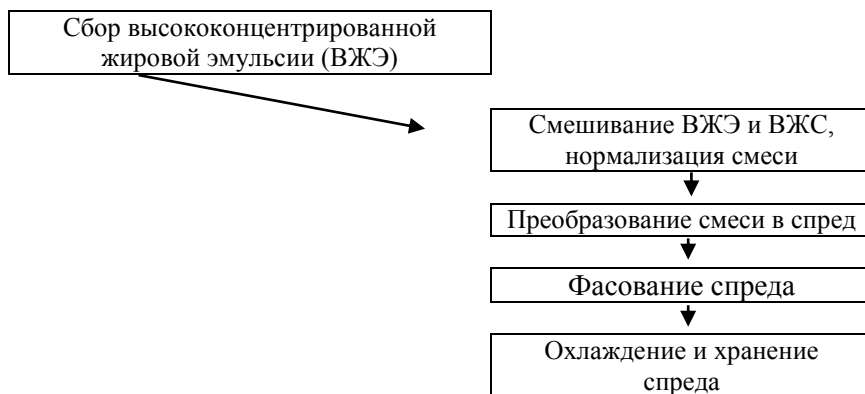 Сбор высококонцентрированной
жировой эмульсии (ВЖЭ)
Смешивание ВЖЭ и ВЖС,
нормализация смеси
Преобразование смеси в спред
Фасование спреда
Охлаждение и хранение
спреда